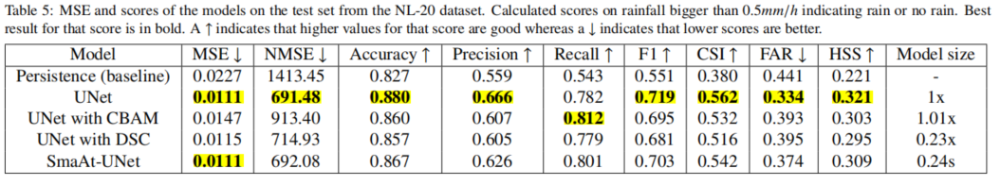 Table 5: MSE and scores of the models on the test set from the NL-20 dataset. Calculated scores on rainfall bigger than 0.5mm/h indicating rain or no rain. Best
result for that score is in bold. A ↑ indicates that higher values for that score are good whereas a ↓ indicates that lower scores are better.
Model MSE ↓ NMSE ↓ Accuracy ↑ Precision ↑ Recall ↑ F1 ↑ CSI ↑ FAR ↓ HSS ↑ Model size
Persistence (baseline) 0.0227 1413.45 0.827 0.559 0.543 0.551 0.380 0.441 0.221 -
UNet 0.0111 691.48 0.880 0.666 0.782 0.719 0.562 0.334 0.321 1x
UNet with CBAM 0.0147 913.40 0.860 0.607 0.812 0.695 0.532 0.393 0.303 1.01x
UNet with DSC 0.0115 714.93 0.857 0.605 0.779 0.681 0.516 0.395 0.295 0.23x
SmaAt-UNet 0.0111 692.08 0.867 0.626 0.801 0.703 0.542 0.374 0.309 0.24s